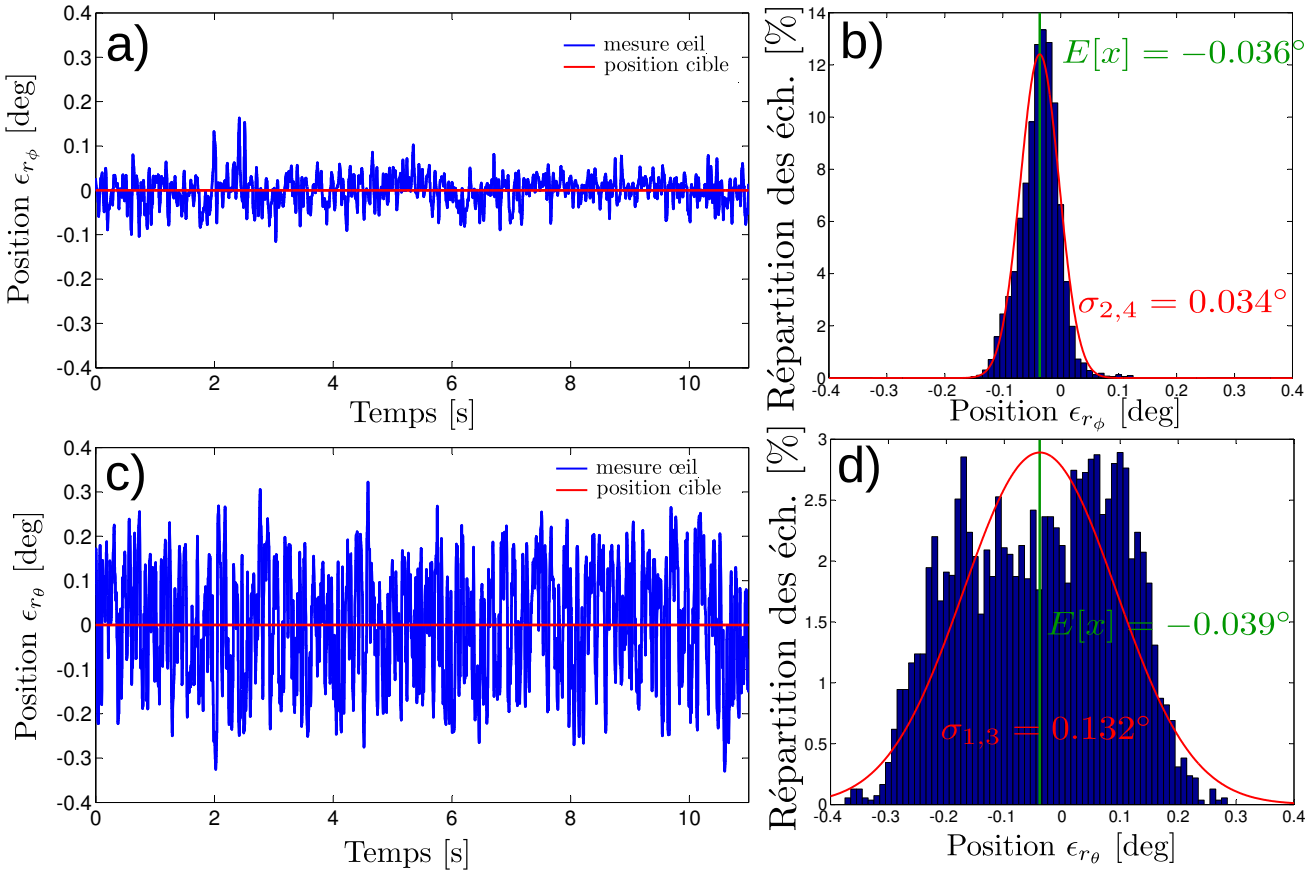 a)
mesure œil
position cible
Position ϵ_{r_ϕ} [deg]
0.4
0.3
0.2
0.1
0
-0.1
-0.2
-0.3
-0.4
0 2 4 6 8 10
Temps [s]
b)
E[x] = −0.036°
σ_{2,4} = 0.034°
Répartition des éch. [%]
14
12
10
8
6
4
2
0
-0.4 -0.3 -0.2 -0.1 0 0.1 0.2 0.3 0.4
Position ϵ_{r_ϕ} [deg]
c)
mesure œil
position cible
Position ϵ_{r_θ} [deg]
0.4
0.3
0.2
0.1
0
-0.1
-0.2
-0.3
-0.4
0 2 4 6 8 10
Temps [s]
d)
E[x] = −0.039°
σ_{1,3} = 0.132°
Répartition des éch. [%]
3
2.5
2
1.5
1
0.5
0
-0.4 -0.3 -0.2 -0.1 0 0.1 0.2 0.3 0.4
Position ϵ_{r_θ} [deg]